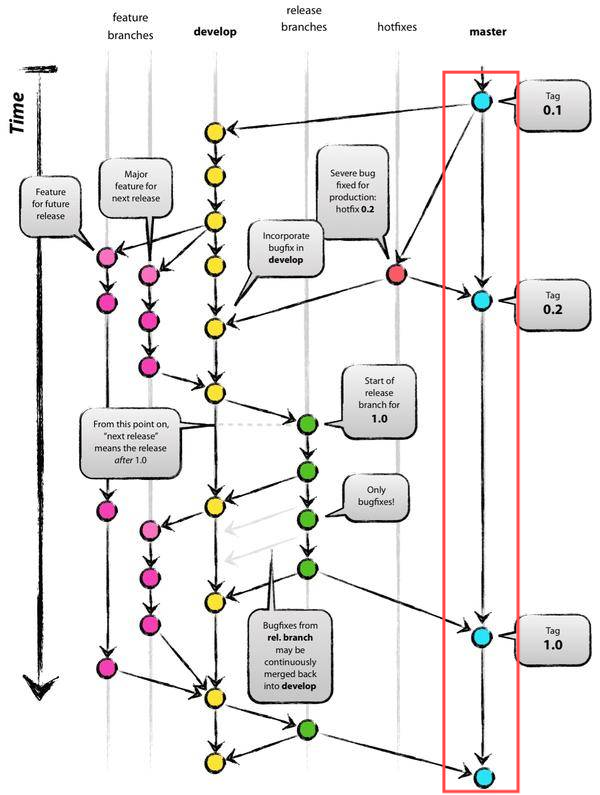 feature
branches
develop
release
branches
hotfixes
master
Time
Tag
0.1
Feature
for future
release
Major
feature for
next release
Severe bug
fixed for
production:
hotfix 0.2
Incorporate
bugfix in
develop
Tag
0.2
Start of
release
branch for
1.0
From this point on,
“next release”
means the release
after 1.0
Only
bugfixes!
Bugfixes from
rel. branch
may be
continuously
merged back
into develop
Tag
1.0